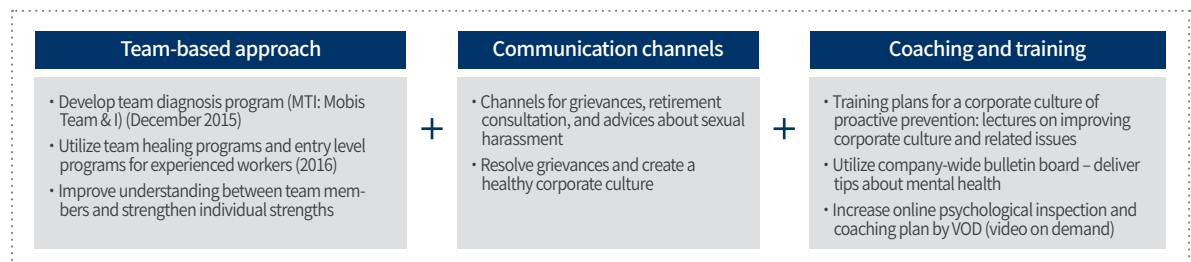 Team-based approach
· Develop team diagnosis program (MTI: Mobis
Team & I) (December 2015)
· Utilize team healing programs and entry level
programs for experienced workers (2016)
· Improve understanding between team mem-
bers and strengthen individual strengths
+
Communication channels
· Channels for grievances, retirement
consultation, and advices about sexual
harassment
· Resolve grievances and create a
healthy corporate culture
+
Coaching and training
· Training plans for a corporate culture of
proactive prevention: lectures on improving
corporate culture and related issues
· Utilize company-wide bulletin board – deliver
tips about mental health
· Increase online psychological inspection and
coaching plan by VOD (video on demand)